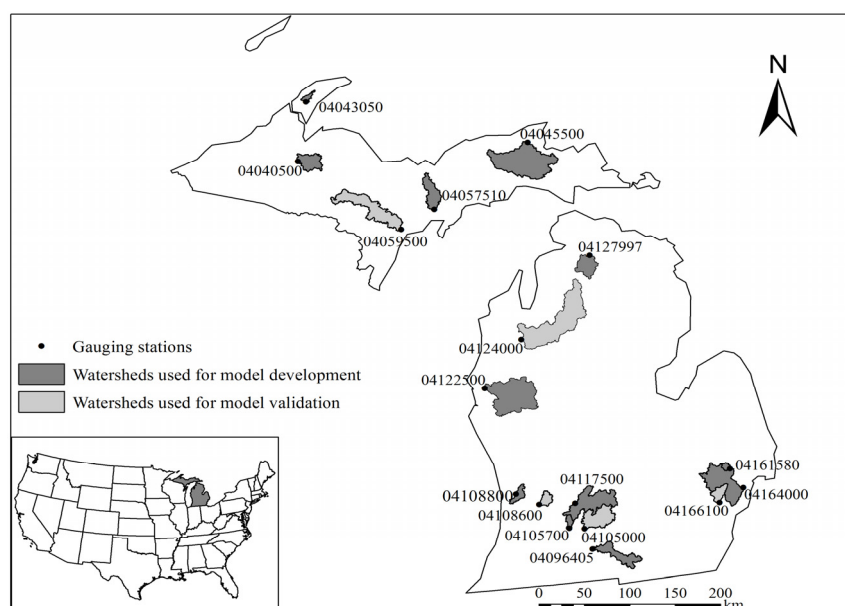 N
04043050
04045500
04040500
04057510
04059500
04127997
Gauging stations
04124000
Watersheds used for model development
04122500
Watersheds used for model validation
04161580
04117500
04108800
04164000
04108600
04166100
04105700
04105000
04096405
0 50 100 200
km